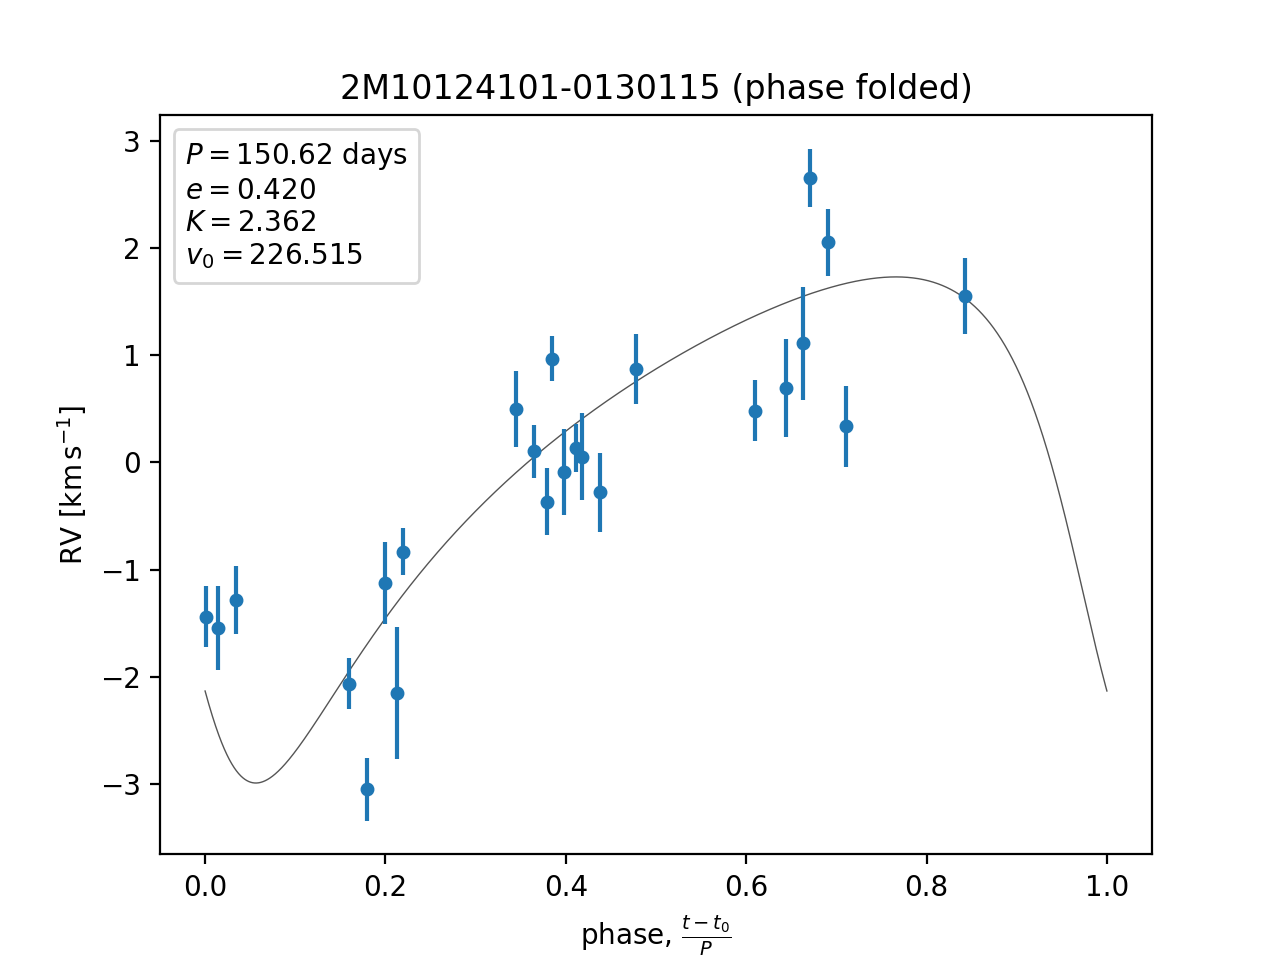 2M10124101-0130115 (phase folded)
P = 150.62 days
e = 0.420
K = 2.362
v₀ = 226.515
3
2
1
0
−1
−2
−3
RV [km s⁻¹]
0.0 0.2 0.4 0.6 0.8 1.0
phase, (t − t₀)/P